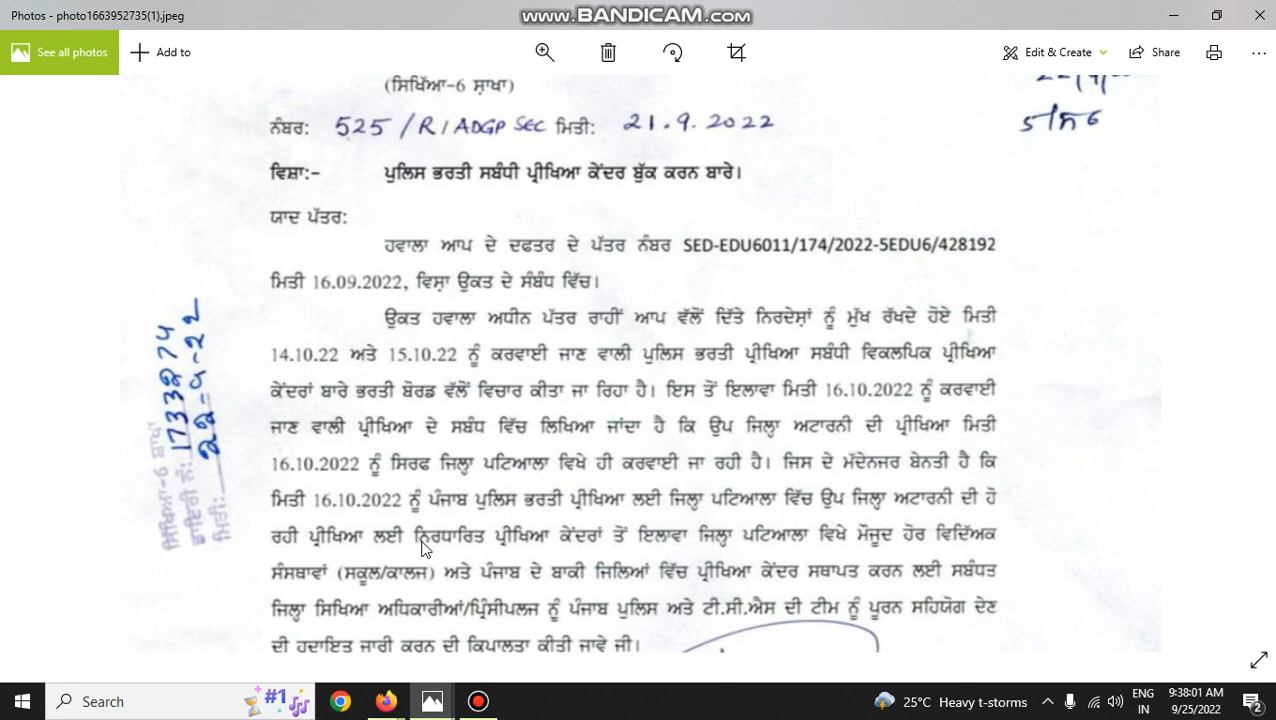 Photos - photo1663952735(1).jpeg
www.BANDICAM.com
See all photos
Add to
Edit & Create
Share
(ਸਿਖਿੱਆ-6 ਸ਼ਾਖਾ)
5/ਸਿ 6
ਨੰਬਰ: 525 /R/ADGP SEC ਮਿਤੀ: 21.9.2022
ਵਿਸ਼ਾ:- ਪੁਲਿਸ ਭਰਤੀ ਸਬੰਧੀ ਪ੍ਰੀਖਿਆ ਕੇਂਦਰ ਬੁੱਕ ਕਰਨ ਬਾਰੇ।
ਯਾਦ ਪੱਤਰ:
ਹਵਾਲਾ ਆਪ ਦੇ ਦਫਤਰ ਦੇ ਪੱਤਰ ਨੰਬਰ SED-EDU6011/174/2022-5EDU6/428192
ਮਿਤੀ 16.09.2022, ਵਿਸ਼ਾ ਉਕਤ ਦੇ ਸੰਬੰਧ ਵਿੱਚ।
ਉਕਤ ਹਵਾਲਾ ਅਧੀਨ ਪੱਤਰ ਰਾਹੀਂ ਆਪ ਵੱਲੋਂ ਦਿੱਤੇ ਨਿਰਦੇਸ਼ਾਂ ਨੂੰ ਮੁੱਖ ਰੱਖਦੇ ਹੋਏ ਮਿਤੀ
14.10.22 ਅਤੇ 15.10.22 ਨੂੰ ਕਰਵਾਈ ਜਾਣ ਵਾਲੀ ਪੁਲਿਸ ਭਰਤੀ ਪ੍ਰੀਖਿਆ ਸਬੰਧੀ ਵਿਕਲਪਿਕ ਪ੍ਰੀਖਿਆ
ਕੇਂਦਰਾਂ ਬਾਰੇ ਭਰਤੀ ਬੋਰਡ ਵੱਲੋਂ ਵਿਚਾਰ ਕੀਤਾ ਜਾ ਰਿਹਾ ਹੈ। ਇਸ ਤੋਂ ਇਲਾਵਾ ਮਿਤੀ 16.10.2022 ਨੂੰ ਕਰਵਾਈ
ਜਾਣ ਵਾਲੀ ਪ੍ਰੀਖਿਆ ਦੇ ਸਬੰਧ ਵਿੱਚ ਲਿਖਿਆ ਜਾਂਦਾ ਹੈ ਕਿ ਉਪ ਜਿਲ੍ਹਾ ਅਟਾਰਨੀ ਦੀ ਪ੍ਰੀਖਿਆ ਮਿਤੀ
16.10.2022 ਨੂੰ ਸਿਰਫ ਜਿਲ੍ਹਾ ਪਟਿਆਲਾ ਵਿਖੇ ਹੀ ਕਰਵਾਈ ਜਾ ਰਹੀ ਹੈ। ਜਿਸ ਦੇ ਮੱਦੇਨਜਰ ਬੇਨਤੀ ਹੈ ਕਿ
ਮਿਤੀ 16.10.2022 ਨੂੰ ਪੰਜਾਬ ਪੁਲਿਸ ਭਰਤੀ ਪ੍ਰੀਖਿਆ ਲਈ ਜਿਲ੍ਹਾ ਪਟਿਆਲਾ ਵਿੱਚ ਉਪ ਜਿਲ੍ਹਾ ਅਟਾਰਨੀ ਦੀ ਹੋ
ਰਹੀ ਪ੍ਰੀਖਿਆ ਲਈ ਨਿਰਧਾਰਿਤ ਪ੍ਰੀਖਿਆ ਕੇਂਦਰਾਂ ਤੋਂ ਇਲਾਵਾ ਜਿਲ੍ਹਾ ਪਟਿਆਲਾ ਵਿਖੇ ਮੌਜੂਦ ਹੋਰ ਵਿਦਿੱਅਕ
ਸੰਸਥਾਵਾਂ (ਸਕੂਲ/ਕਾਲਜ) ਅਤੇ ਪੰਜਾਬ ਦੇ ਬਾਕੀ ਜਿਲਿਆਂ ਵਿੱਚ ਪ੍ਰੀਖਿਆ ਕੇਂਦਰ ਸਥਾਪਤ ਕਰਨ ਲਈ ਸਬੰਧਤ
ਜਿਲ੍ਹਾ ਸਿਖਿਆ ਅਧਿਕਾਰੀਆਂ/ਪ੍ਰਿੰਸੀਪਲਜ ਨੂੰ ਪੰਜਾਬ ਪੁਲਿਸ ਅਤੇ ਟੀ.ਸੀ.ਐਸ ਦੀ ਟੀਮ ਨੂੰ ਪੂਰਨ ਸਹਿਯੋਗ ਦੇਣ
ਦੀ ਹਦਾਇਤ ਜਾਰੀ ਕਰਨ ਦੀ ਕਿਪਾਲਤਾ ਕੀਤੀ ਜਾਵੇ ਜੀ।
ਸਿਖਿਆ-6 ਸ਼ਾਖਾ
ਡਾਇਰੀ ਨੰ:
ਮਿਤੀ:
Search
#1
25°C Heavy t-storms
ENG
IN
9:38:01 AM
9/25/2022
2